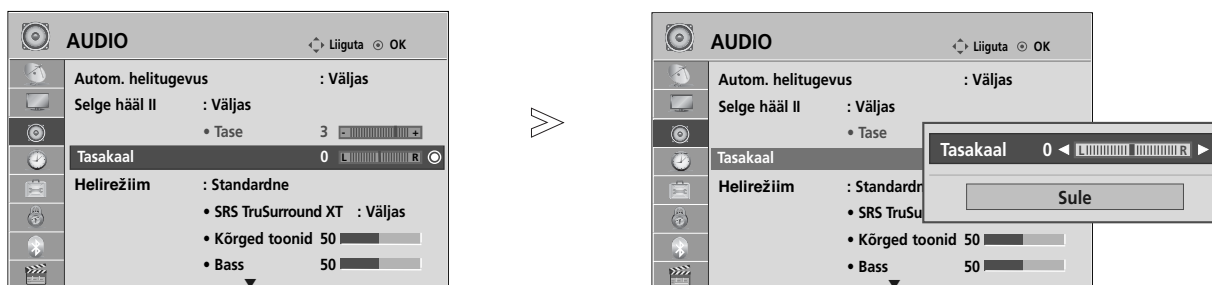 AUDIO Liiguta OK
Autom. helitugevus : Väljas
Selge hääl II : Väljas
• Tase 3 - +
Tasakaal 0 L R
Helirežiim : Standardne
• SRS TruSurround XT : Väljas
• Kõrged toonid 50
• Bass 50
AUDIO Liiguta OK
Autom. helitugevus : Väljas
Selge hääl II : Väljas
• Tase
Tasakaal
Tasakaal 0 L R
Sule
Helirežiim : Standardn
• SRS TruSu
• Kõrged toonid 50
• Bass 50